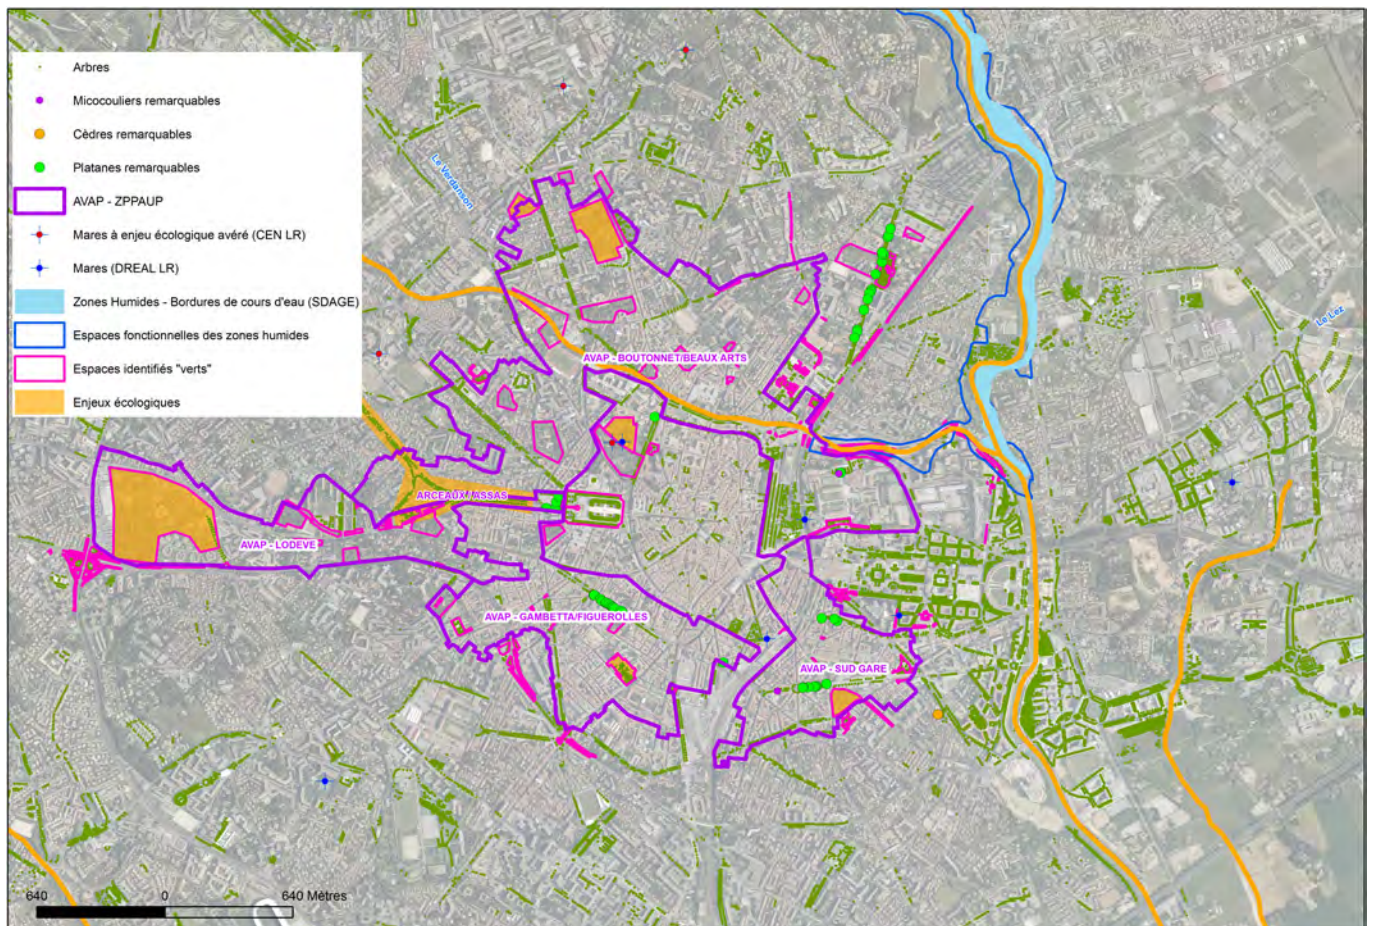 Arbres
Micocouliers remarquables
Cèdres remarquables
Platanes remarquables
AVAP - ZPPAUP
Mares à enjeu écologique avéré (CEN LR)
Mares (DREAL LR)
Zones Humides - Bordures de cours d'eau (SDAGE)
Espaces fonctionnelles des zones humides
Espaces identifiés "verts"
Enjeux écologiques
Le Verdanson
Le Lez
AVAP - BOUTONNET/BEAUX ARTS
ARCEAUX / ASSAS
AVAP - LODEVE
AVAP - GAMBETTA/FIGUEROLLES
AVAP - SUD GARE
640 0 640 Mètres